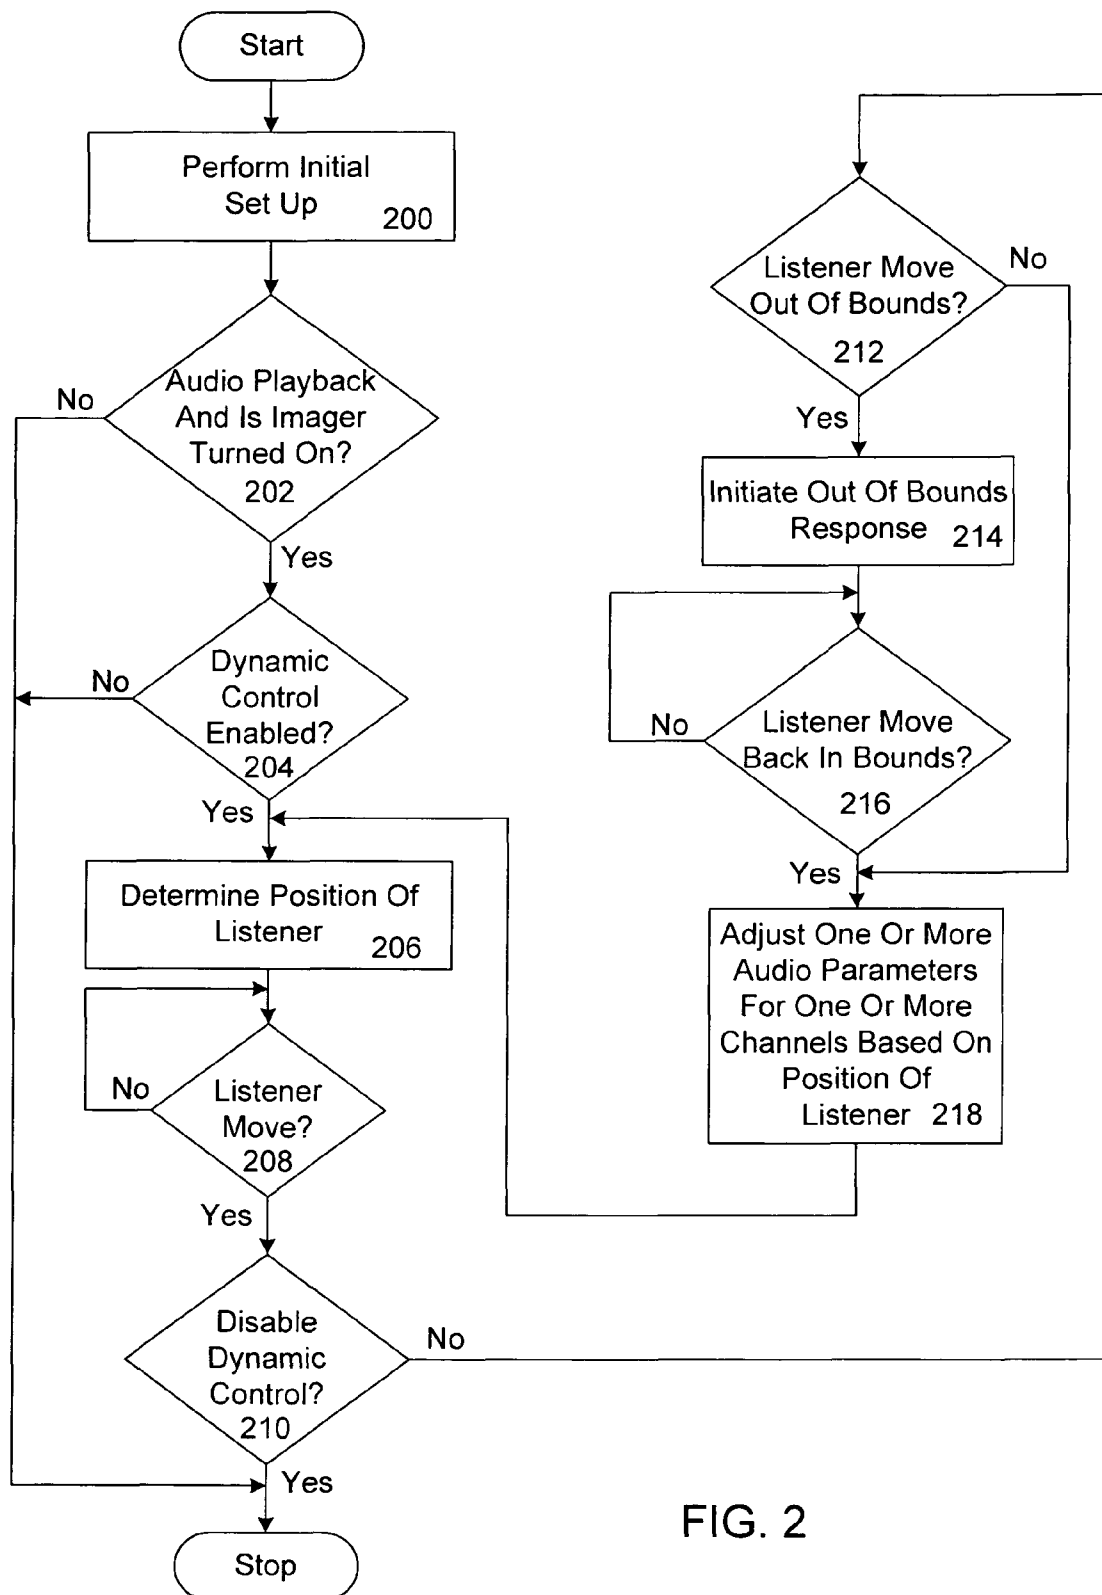 Start
Perform Initial
Set Up
200
Audio Playback
And Is Imager
Turned On?
202
No
Yes
Dynamic
Control
Enabled?
204
No
Yes
Determine Position Of
Listener
206
Listener
Move?
208
No
Yes
Disable
Dynamic
Control?
210
No
Yes
Stop
Listener Move
Out Of Bounds?
212
No
Yes
Initiate Out Of Bounds
Response
214
Listener Move
Back In Bounds?
216
No
Yes
Adjust One Or More
Audio Parameters
For One Or More
Channels Based On
Position Of
Listener
218
FIG. 2